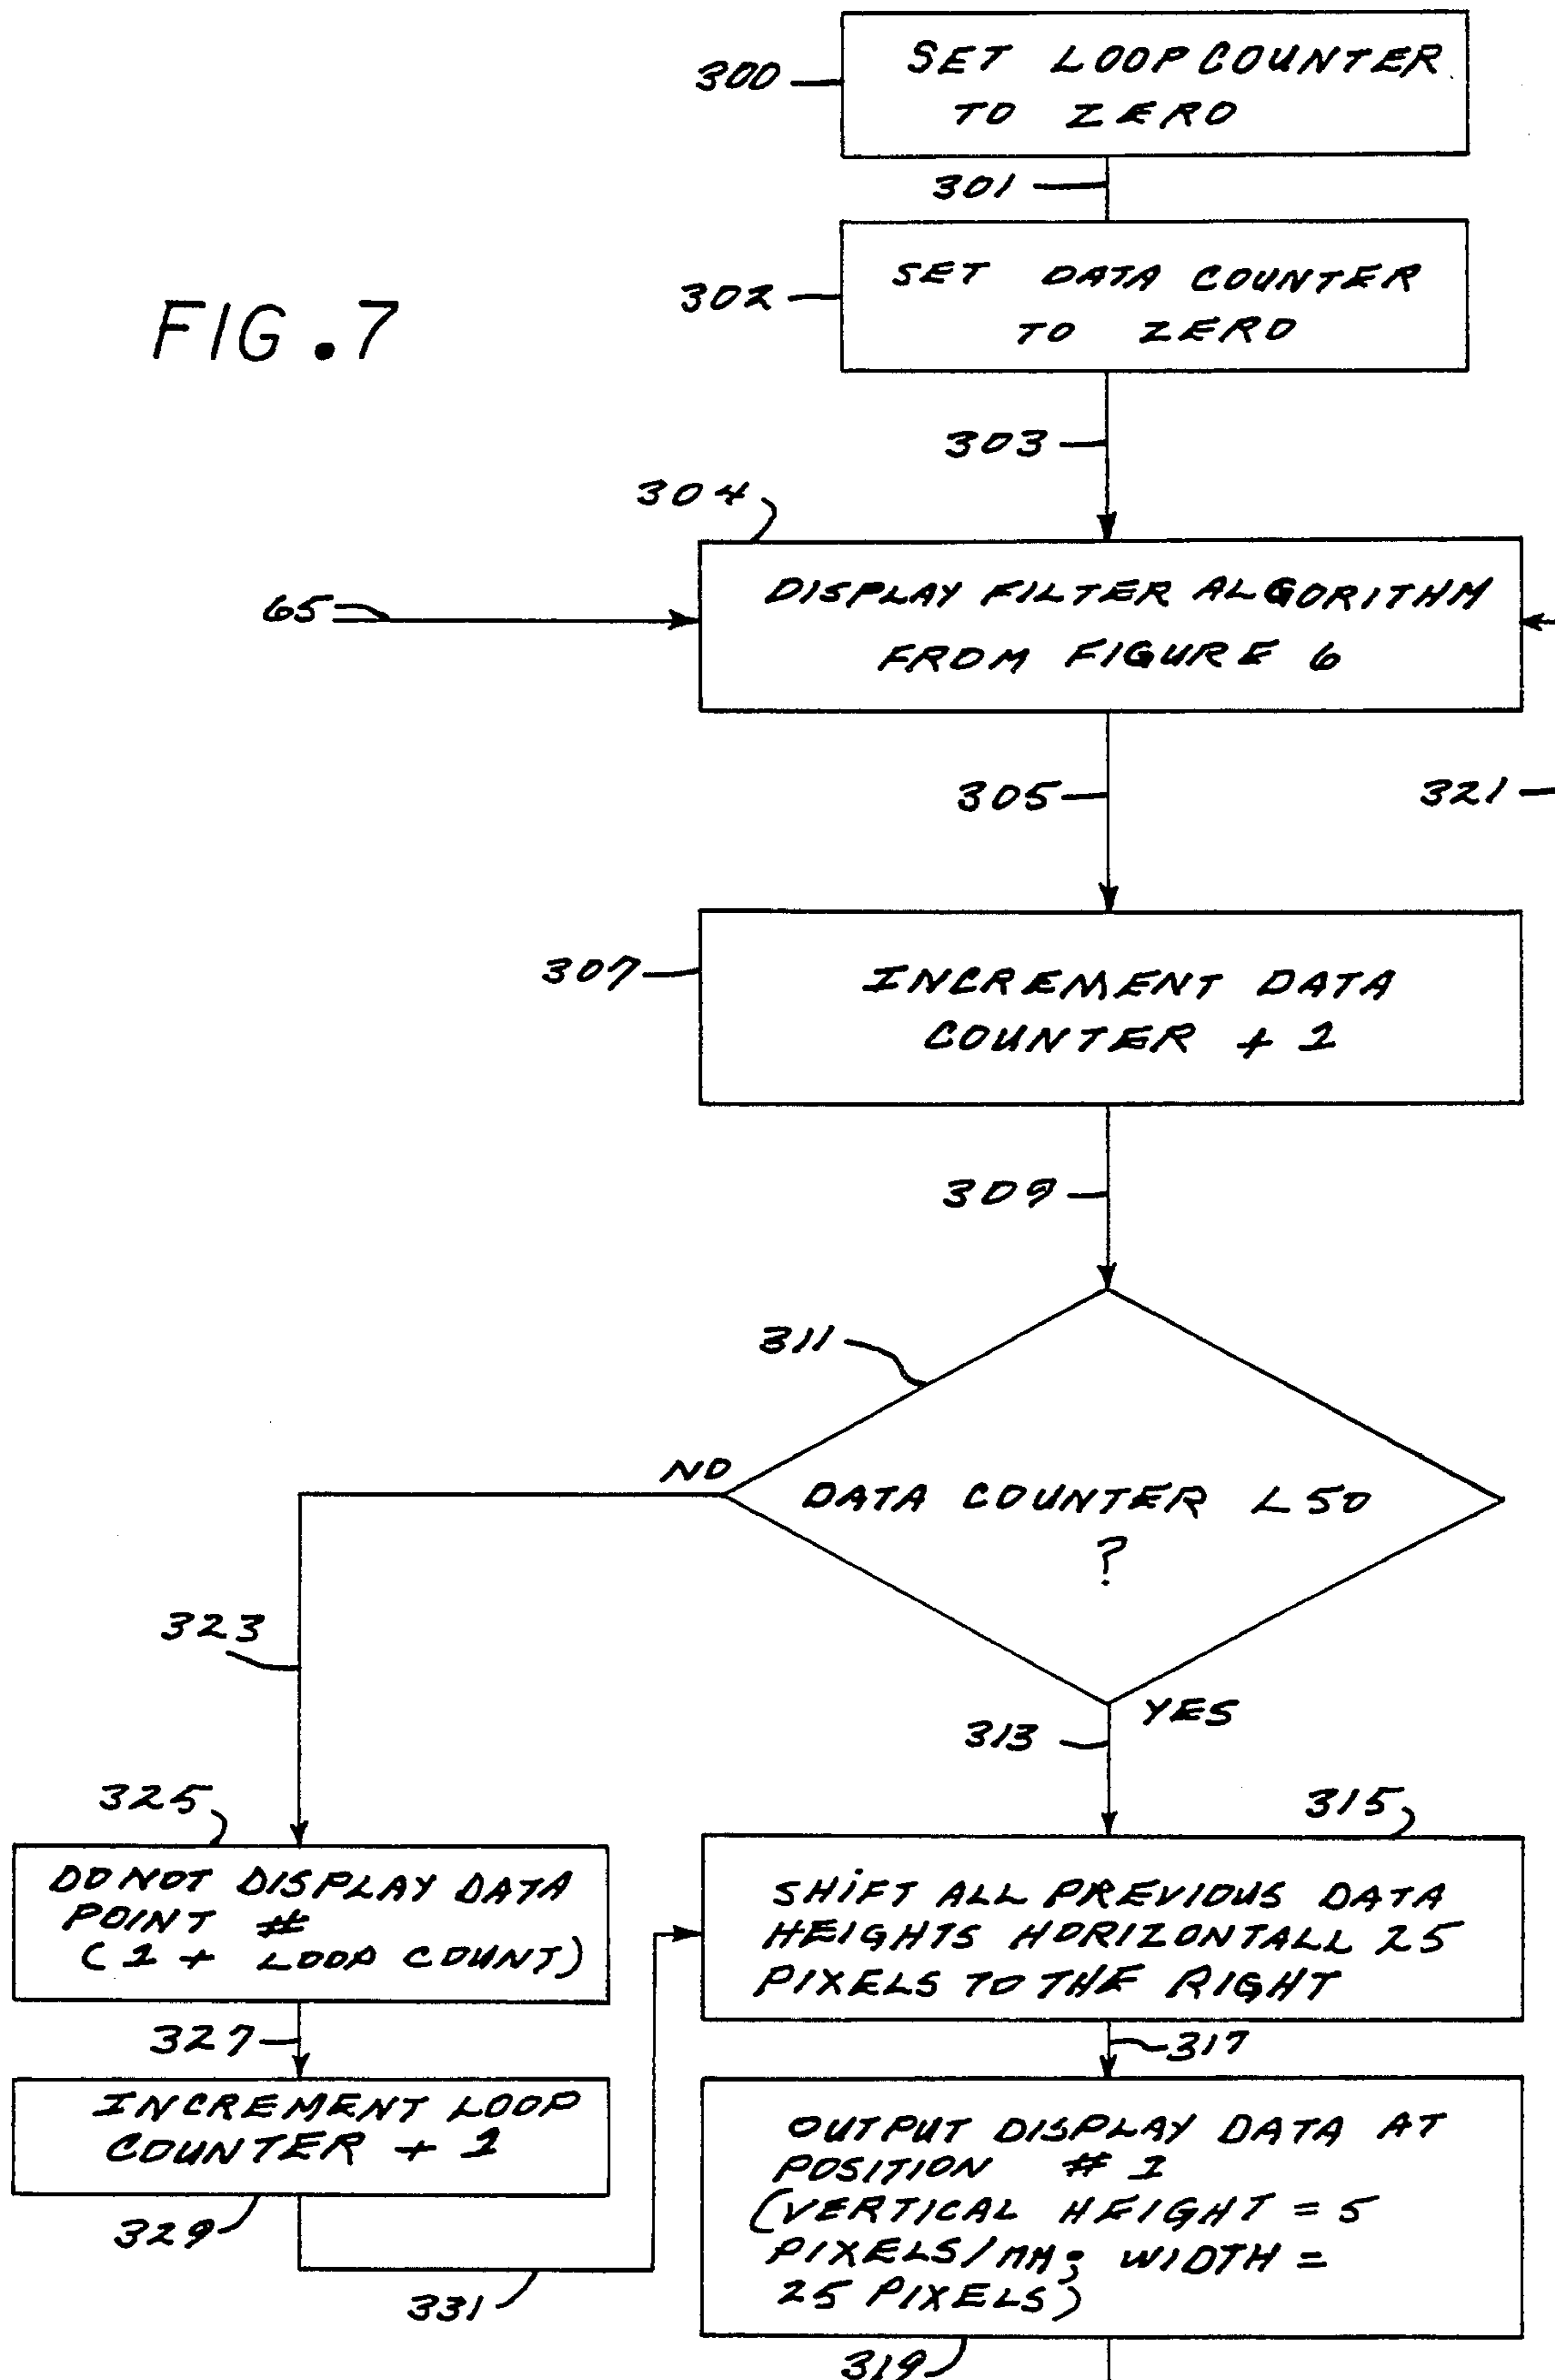 300
SET LOOP COUNTER
TO ZERO
301
FIG. 7
302
SET DATA COUNTER
TO ZERO
303
304
65
DISPLAY FILTER ALGORITHM
FROM FIGURE 6
305
321
307
INCREMENT DATA
COUNTER + 1
309
311
NO
DATA COUNTER L 50
?
323
313
YES
325
315
DO NOT DISPLAY DATA
POINT #
(1 + LOOP COUNT)
SHIFT ALL PREVIOUS DATA
HEIGHTS HORIZONTALL 25
PIXELS TO THE RIGHT
327
317
INCREMENT LOOP
COUNTER + 1
329
331
OUTPUT DISPLAY DATA AT
POSITION # 1
(VERTICAL HEIGHT = 5
PIXELS/MM; WIDTH =
25 PIXELS)
319